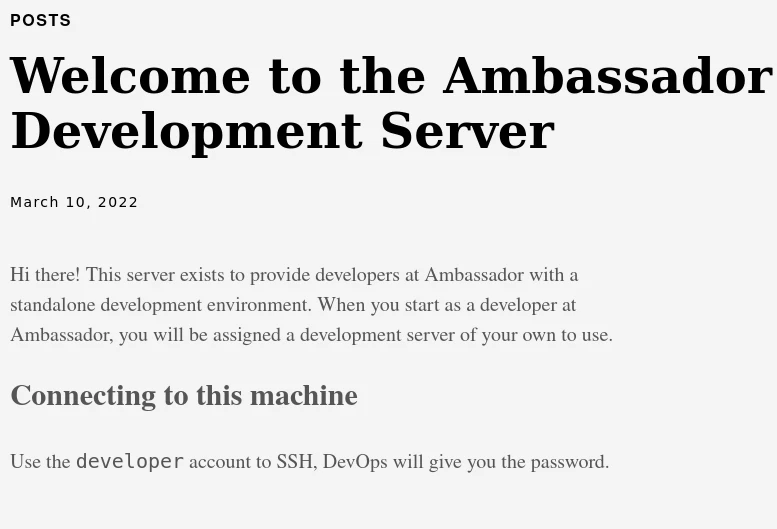 POSTS
Welcome to the Ambassador
Development Server
March 10, 2022
Hi there! This server exists to provide developers at Ambassador with a
standalone development environment. When you start as a developer at
Ambassador, you will be assigned a development server of your own to use.
Connecting to this machine
Use the developer account to SSH, DevOps will give you the password.